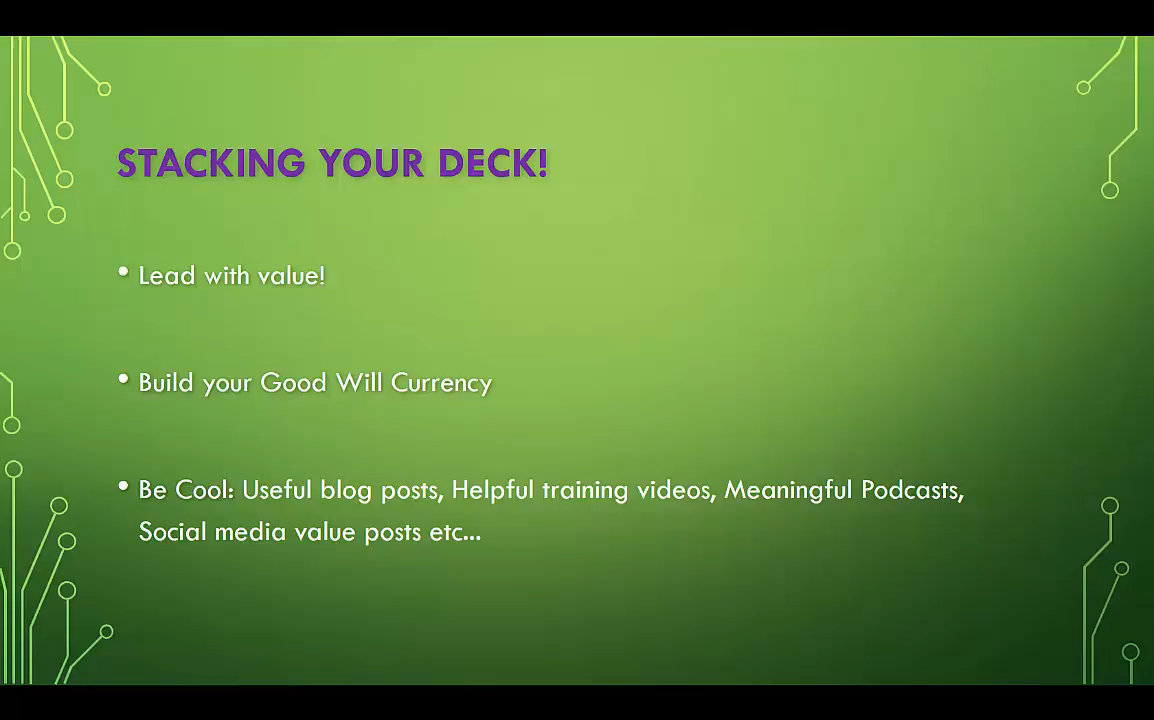 STACKING YOUR DECK!
• Lead with value!
• Build your Good Will Currency
• Be Cool: Useful blog posts, Helpful training videos, Meaningful Podcasts,
Social media value posts etc...